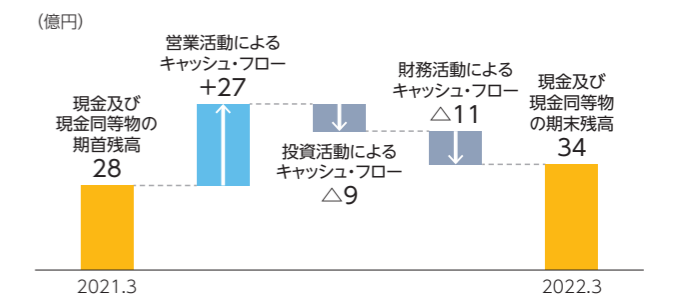 （億円）
現金及び
現金同等物の
期首残高
28
営業活動による
キャッシュ・フロー
+27
投資活動による
キャッシュ・フロー
△9
財務活動による
キャッシュ・フロー
△11
現金及び
現金同等物
の期末残高
34
2021.3
2022.3